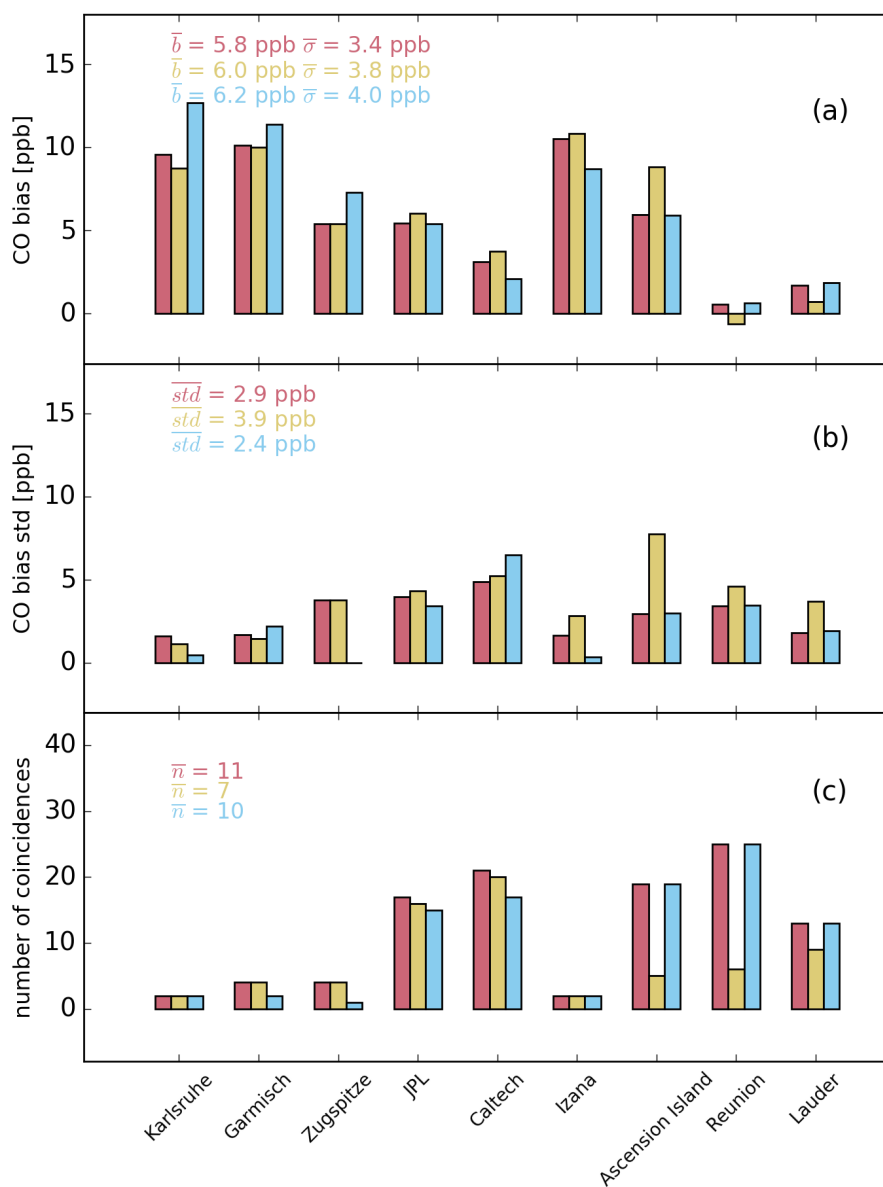 15
10
5
0
CO bias [ppb]
b̅ = 5.8 ppb σ̅ = 3.4 ppb
b̅ = 6.0 ppb σ̅ = 3.8 ppb
b̅ = 6.2 ppb σ̅ = 4.0 ppb
(a)
15
10
5
0
CO bias std [ppb]
s̅t̅d̅ = 2.9 ppb
s̅t̅d̅ = 3.9 ppb
s̅t̅d̅ = 2.4 ppb
(b)
40
30
20
10
0
number of coincidences
n̅ = 11
n̅ = 7
n̅ = 10
(c)
Karlsruhe
Garmisch
Zugspitze
JPL
Caltech
Izana
Ascension Island
Reunion
Lauder